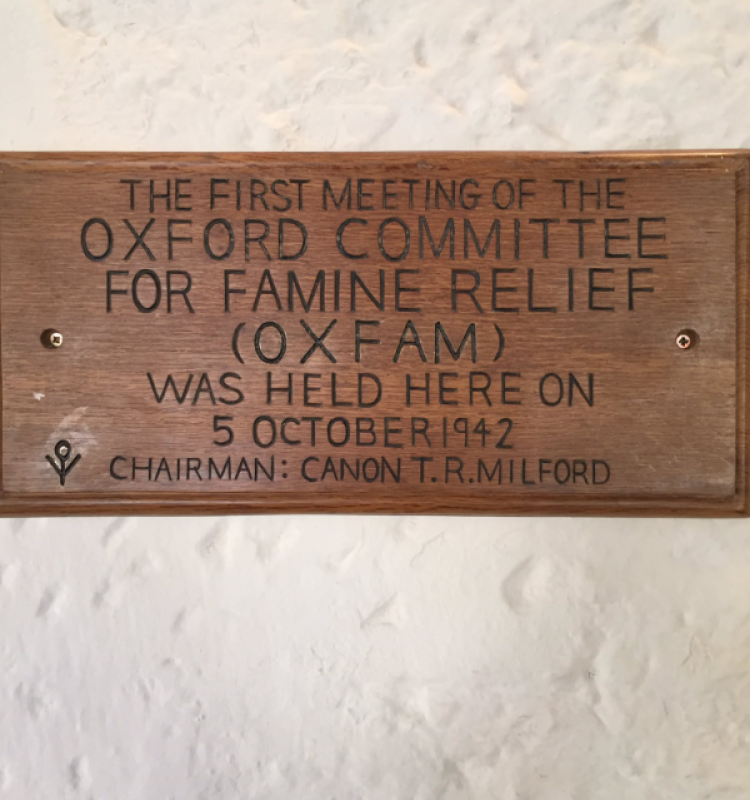 THE FIRST MEETING OF THE
OXFORD COMMITTEE
FOR FAMINE RELIEF
(OXFAM)
WAS HELD HERE ON
5 OCTOBER 1942
CHAIRMAN: CANON T.R.MILFORD